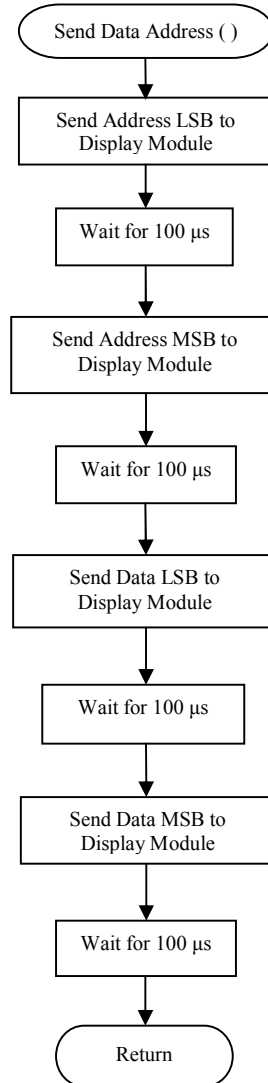 Send Data Address ( )
Send Address LSB to
Display Module
Wait for 100 μs
Send Address MSB to
Display Module
Wait for 100 μs
Send Data LSB to
Display Module
Wait for 100 μs
Send Data MSB to
Display Module
Wait for 100 μs
Return